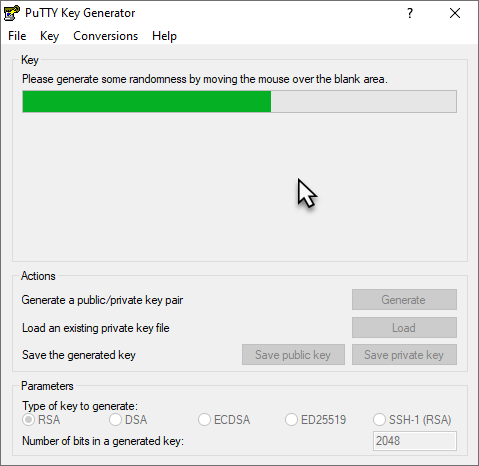 PuTTY Key Generator ?
File Key Conversions Help
Key
Please generate some randomness by moving the mouse over the blank area.
Actions
Generate a public/private key pair Generate
Load an existing private key file Load
Save the generated key Save public key Save private key
Parameters
Type of key to generate:
RSA DSA ECDSA ED25519 SSH-1 (RSA)
Number of bits in a generated key: 2048